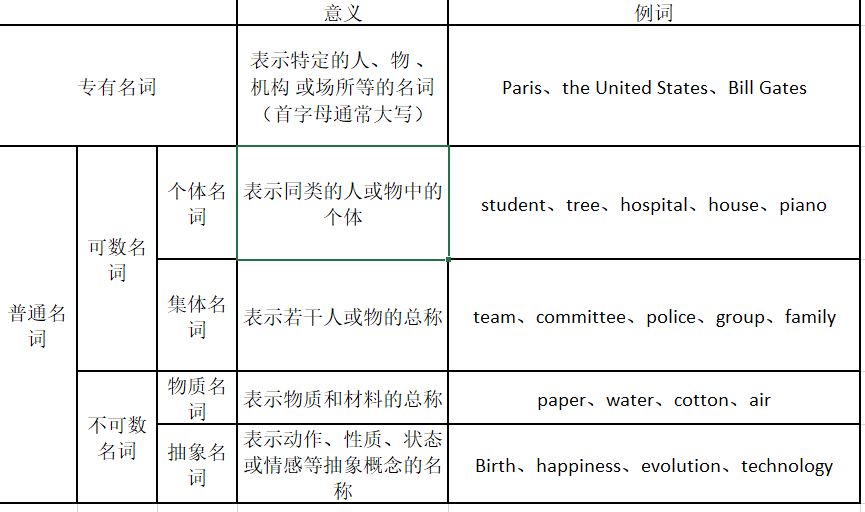 意义
例词
专有名词
表示特定的人、物 、
机构 或场所等的名词
（首字母通常大写）
Paris、the United States、Bill Gates
普通名
词
可数名
词
个体名
词
表示同类的人或物中的
个体
student、tree、hospital、house、piano
集体名
词
表示若干人或物的总称
team、committee、police、group、family
不可数
名词
物质名
词
表示物质和材料的总称
paper、water、cotton、air
抽象名
词
表示动作、性质、状态
或情感等抽象概念的名
称
Birth、happiness、evolution、technology